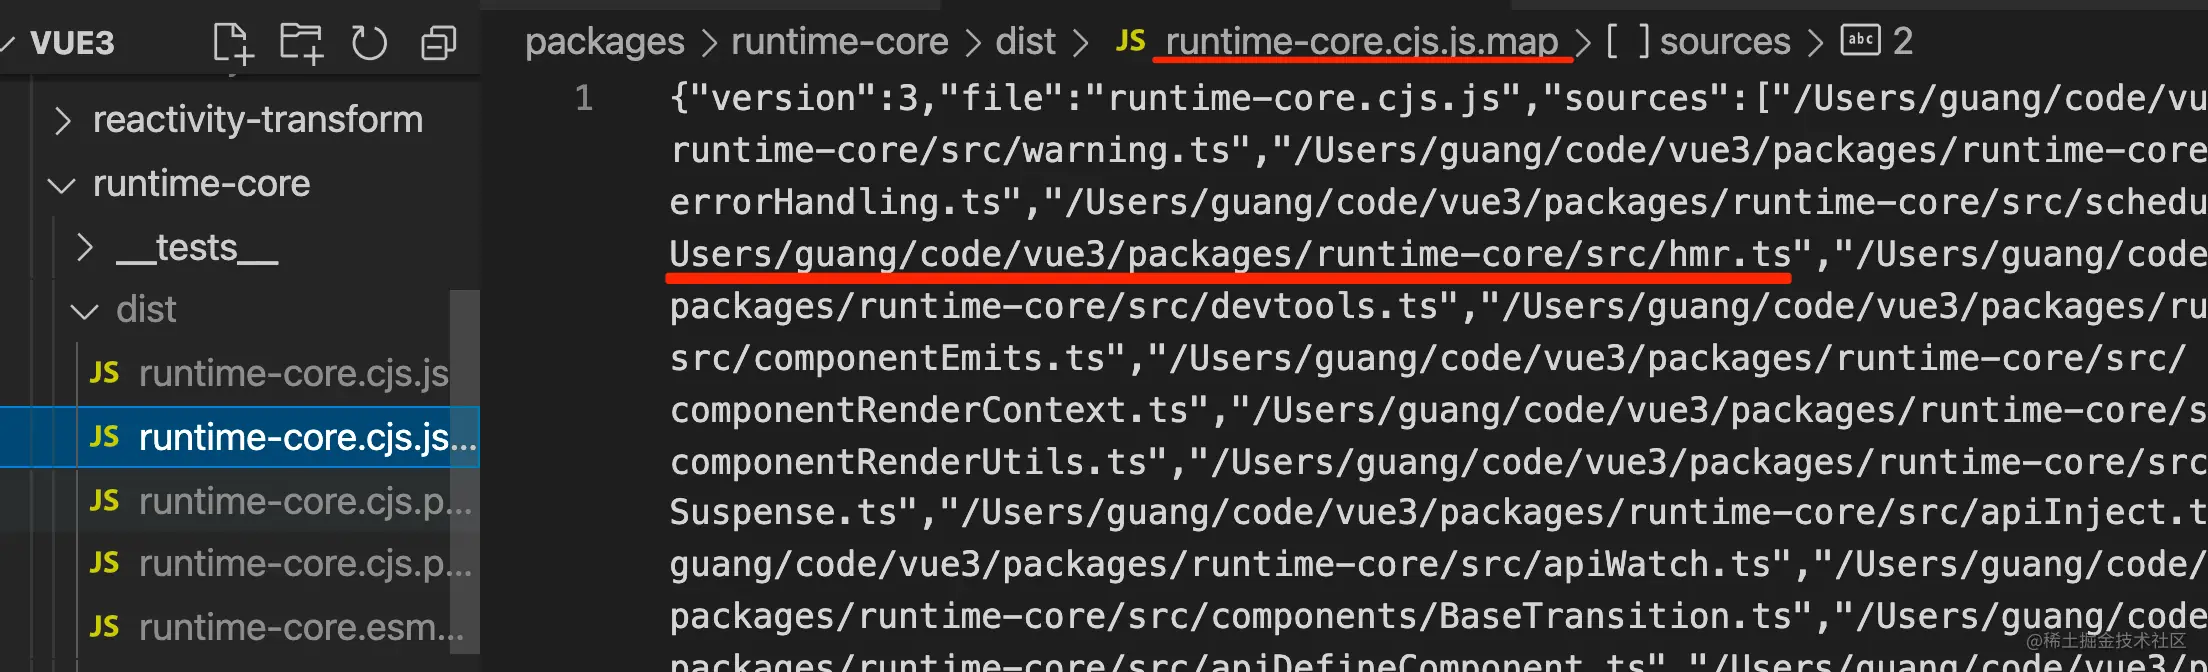 VUE3
reactivity-transform
runtime-core
__tests__
dist
JS runtime-core.cjs.js
JS runtime-core.cjs.js...
JS runtime-core.cjs.p...
JS runtime-core.cjs.p...
JS runtime-core.esm...
packages > runtime-core > dist > JS runtime-core.cjs.js.map > [ ] sources > abc 2
1 {"version":3,"file":"runtime-core.cjs.js","sources":["/Users/guang/code/vu
runtime-core/src/warning.ts","/Users/guang/code/vue3/packages/runtime-core
errorHandling.ts","/Users/guang/code/vue3/packages/runtime-core/src/schedu
Users/guang/code/vue3/packages/runtime-core/src/hmr.ts","/Users/guang/code
packages/runtime-core/src/devtools.ts","/Users/guang/code/vue3/packages/ru
src/componentEmits.ts","/Users/guang/code/vue3/packages/runtime-core/src/
componentRenderContext.ts","/Users/guang/code/vue3/packages/runtime-core/s
componentRenderUtils.ts","/Users/guang/code/vue3/packages/runtime-core/src
Suspense.ts","/Users/guang/code/vue3/packages/runtime-core/src/apiInject.t
guang/code/vue3/packages/runtime-core/src/apiWatch.ts","/Users/guang/code/
packages/runtime-core/src/components/BaseTransition.ts","/Users/guang/code
packages/runtime-core/src/apiDefineComponent.ts","/Users/guang/code/vue3/p
@稀土掘金技术社区